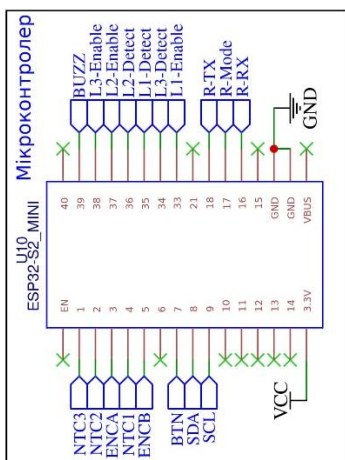 Мікроконтролер
U10
ESP32-S2_MINI
BUZZ
L3-Enable
L2-Enable
L2-Detect
L1-Detect
L3-Detect
L1-Enable
R-TX
R-Mode
R-RX
GND
40
39
38
37
36
35
34
33
21
18
17
16
15
GND
GND
VBUS
EN
1
2
3
4
5
6
7
8
9
10
11
12
13
14
3.3V
NTC3
NTC2
ENCA
NTC1
ENCB
BTN
SDA
SCL
VCC